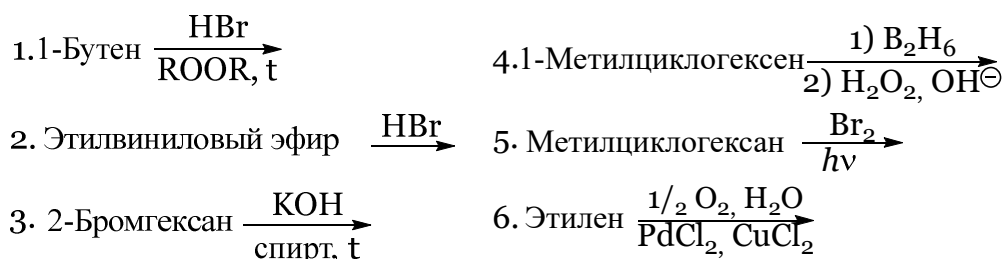 1.1-Бутен HBr
ROOR, t
2. Этилвиниловый эфир HBr
3. 2-Бромгексан KOH
спирт, t
4.1-Метилциклогексен 1) B₂H₆
2) H₂O₂, OH⊖
5. Метилциклогексан Br₂
hν
6. Этилен 1/₂ O₂, H₂O
PdCl₂, CuCl₂